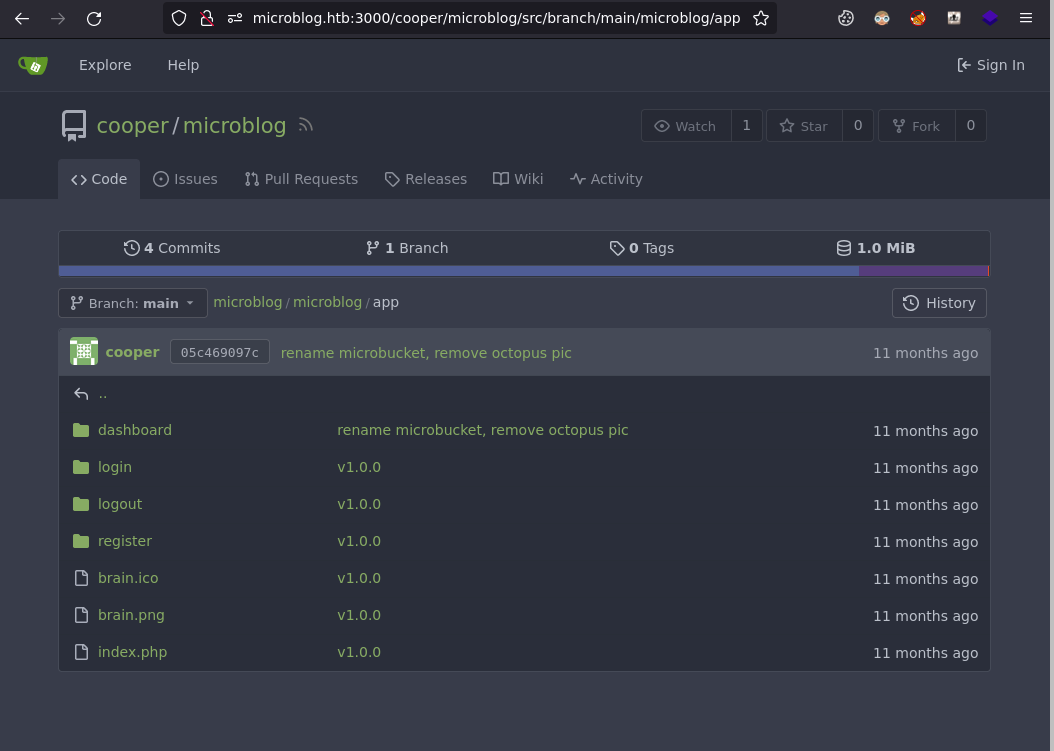 microblog.htb:3000/cooper/microblog/src/branch/main/microblog/app
Explore Help Sign In
cooper/microblog Watch 1 Star 0 Fork 0
Code Issues Pull Requests Releases Wiki Activity
4 Commits 1 Branch 0 Tags 1.0 MiB
Branch: main microblog/microblog/app History
cooper 05c469097c rename microbucket, remove octopus pic 11 months ago
..
dashboard rename microbucket, remove octopus pic 11 months ago
login v1.0.0 11 months ago
logout v1.0.0 11 months ago
register v1.0.0 11 months ago
brain.ico v1.0.0 11 months ago
brain.png v1.0.0 11 months ago
index.php v1.0.0 11 months ago